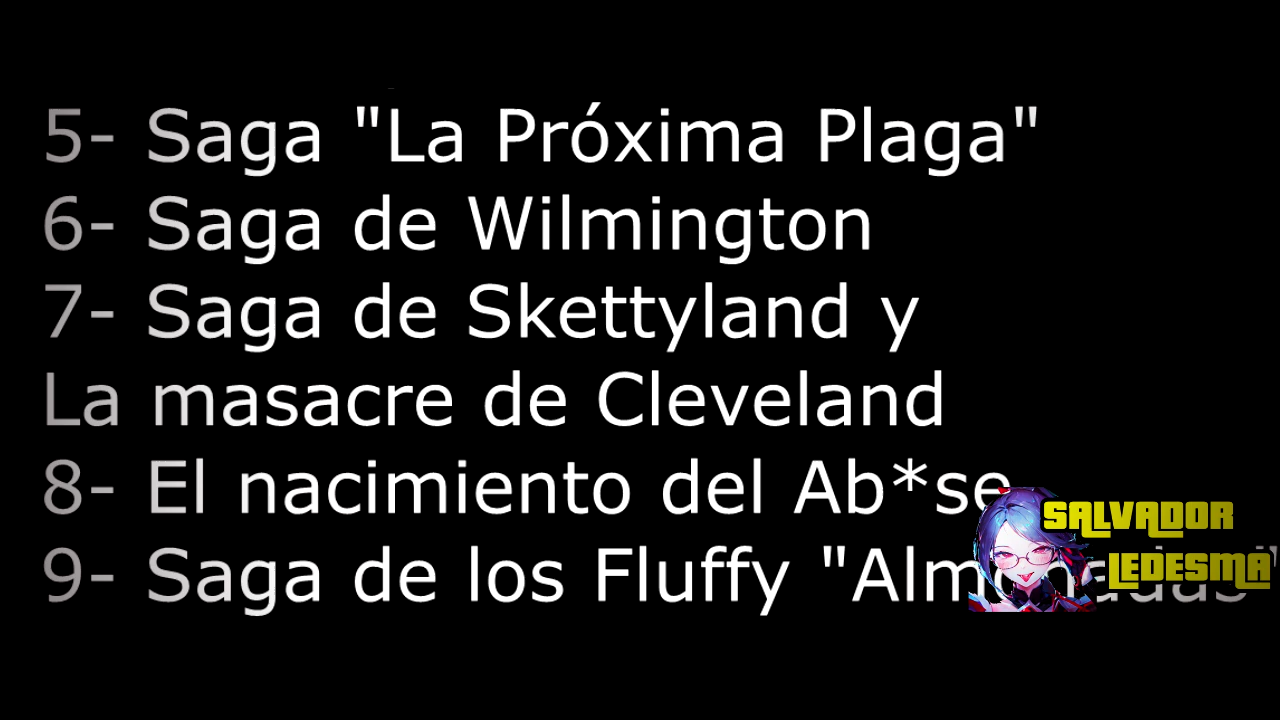 5- Saga "La Próxima Plaga"
6- Saga de Wilmington
7- Saga de Skettyland y
La masacre de Cleveland
8- El nacimiento del Ab*se
9- Saga de los Fluffy
SALVADOR
LEDESMA